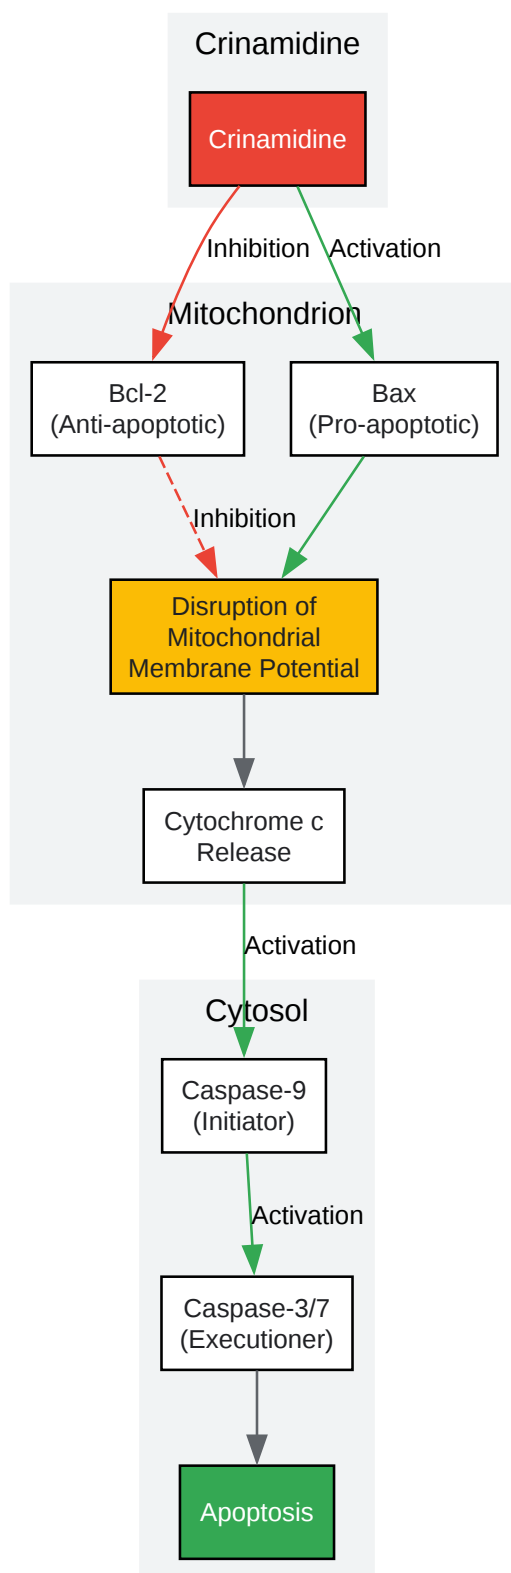 Crinamidine
Crinamidine
Inhibition
Activation
Mitochondrion
Bcl-2
(Anti-apoptotic)
Bax
(Pro-apoptotic)
Inhibition
Disruption of
Mitochondrial
Membrane Potential
Cytochrome c
Release
Activation
Cytosol
Caspase-9
(Initiator)
Activation
Caspase-3/7
(Executioner)
Apoptosis